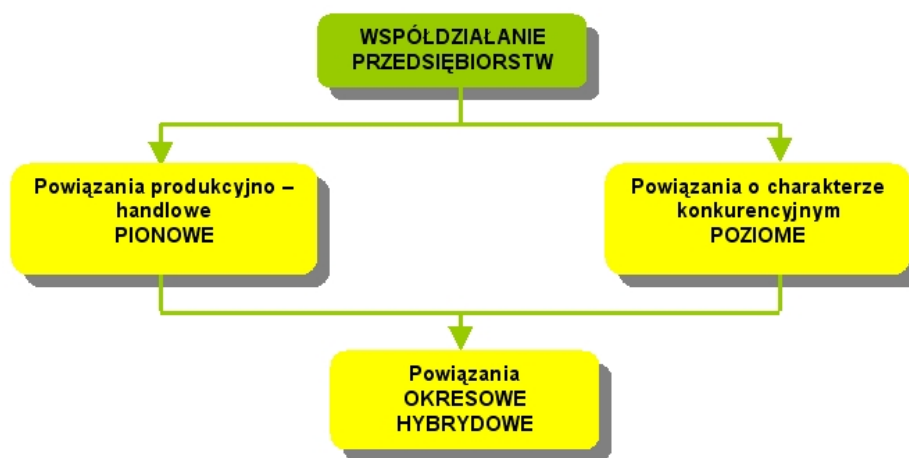 WSPÓŁDZIAŁANIE
PRZEDSIĘBIORSTW
Powiązania produkcyjno –
handlowe
PIONOWE
Powiązania o charakterze
konkurencyjnym
POZIOME
Powiązania
OKRESOWE
HYBRYDOWE